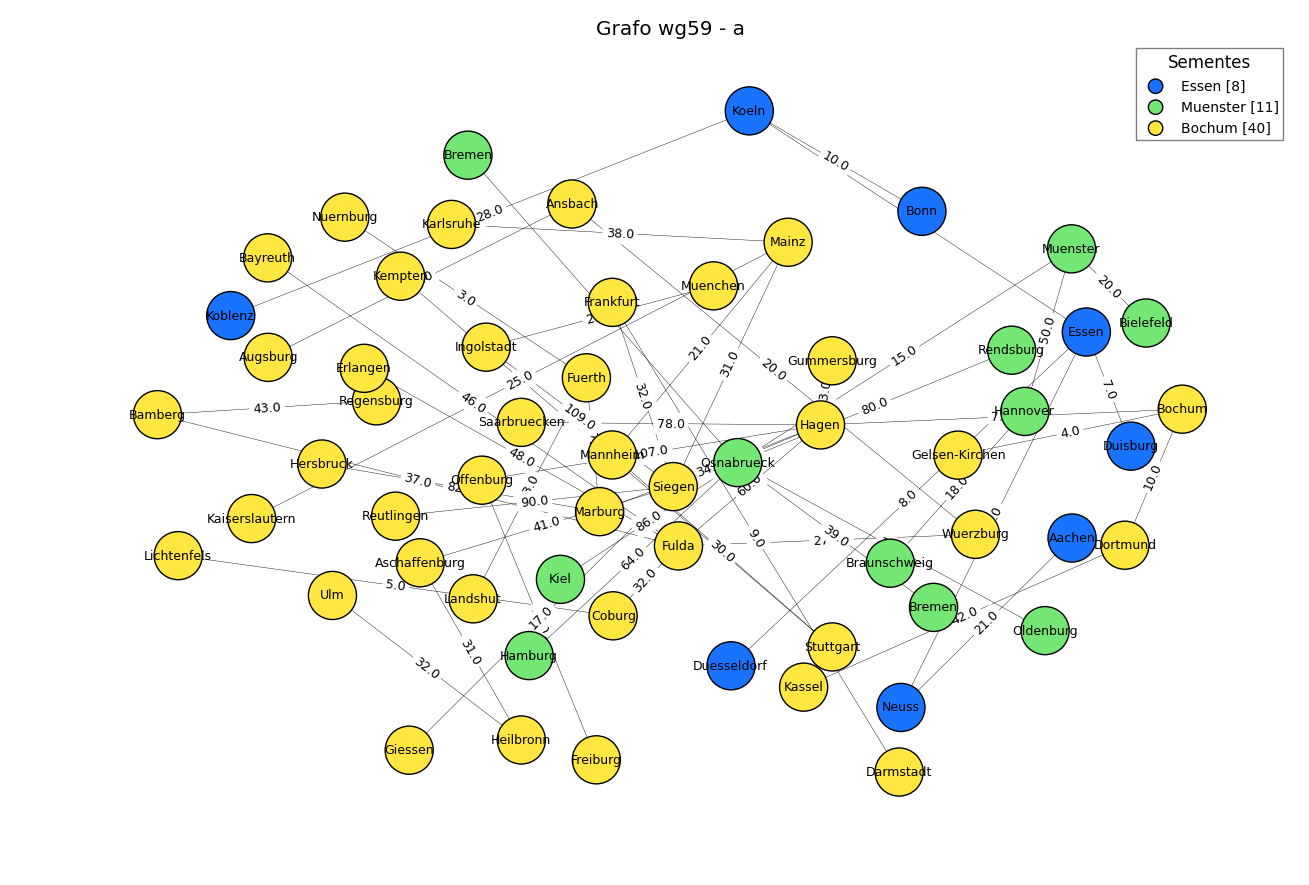 Grafo wg59 - a
Sementes
Essen [8]
Muenster [11]
Bochum [40]
Koeln
Bremen
10.0
Ansbach
Bonn
Nuernburg
28.0
Karlsruhe
38.0
Mainz
Muenster
Bayreuth
Kempten
Muenchen
20.0
3.0
Frankfurt
Koblenz
Bielefeld
Essen
50.0
Ingolstadt
21.0
Rendsburg
Augsburg
15.0
Gummersburg
31.0
Erlangen
20.0
Fuerth
25.0
7.0
32.0
Regensburg
46.0
80.0
Bamberg
43.0
109.0
Hannover
Bochum
Saarbruecken
78.0
Hagen
4.0
Duisburg
107.0
Mannheim
48.0
Gelsen-Kirchen
Hersbruck
Osnabrueck
37.0
Offenburg
Siegen
60.0
18.0
10.0
8.0
90.0
Kaiserslautern
Reutlingen
Marburg
86.0
41.0
39.0
9.0
Wuerzburg
Aachen
Dortmund
Fulda
30.0
Lichtenfels
64.0
Aschaffenburg
Braunschweig
Kiel
32.0
5.0
Ulm
Landshut
Bremen
Coburg
17.0
42.0
21.0
Oldenburg
Stuttgart
31.0
Hamburg
32.0
Duesseldorf
Kassel
Neuss
Heilbronn
Giessen
Freiburg
Darmstadt